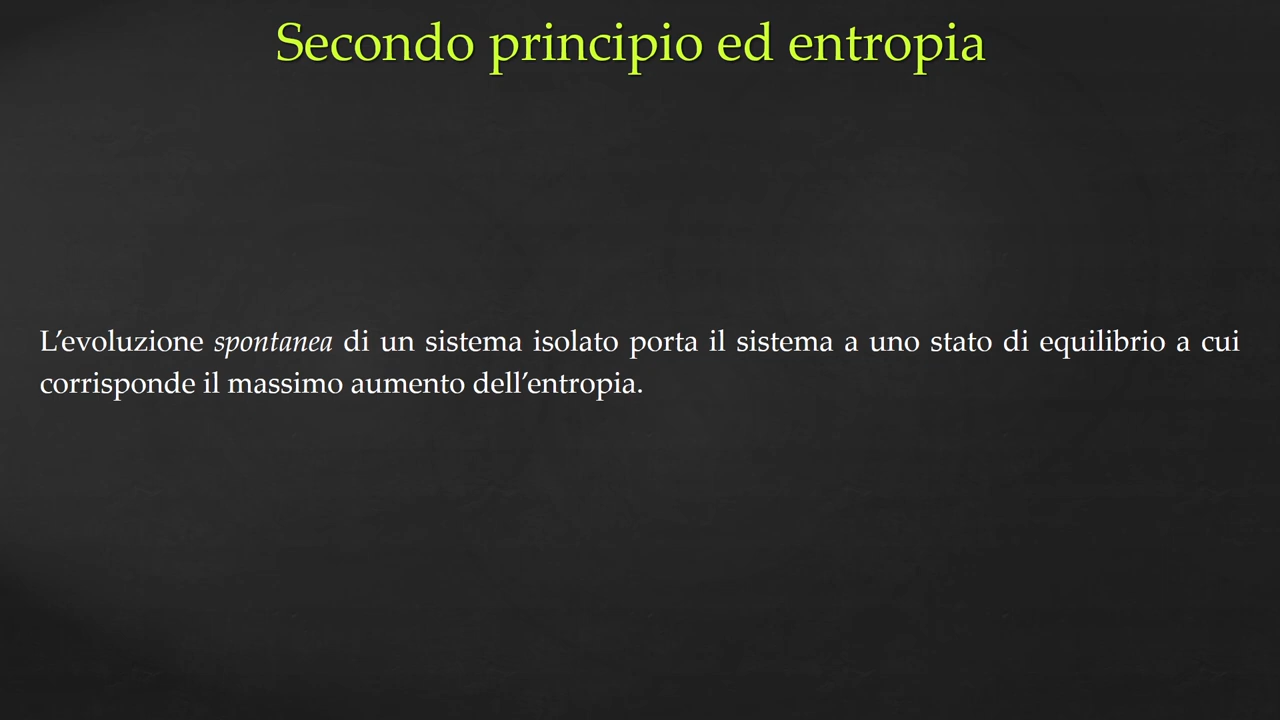 Secondo principio ed entropia
L’evoluzione spontanea di un sistema isolato porta il sistema a uno stato di equilibrio a cui
corrisponde il massimo aumento dell’entropia.